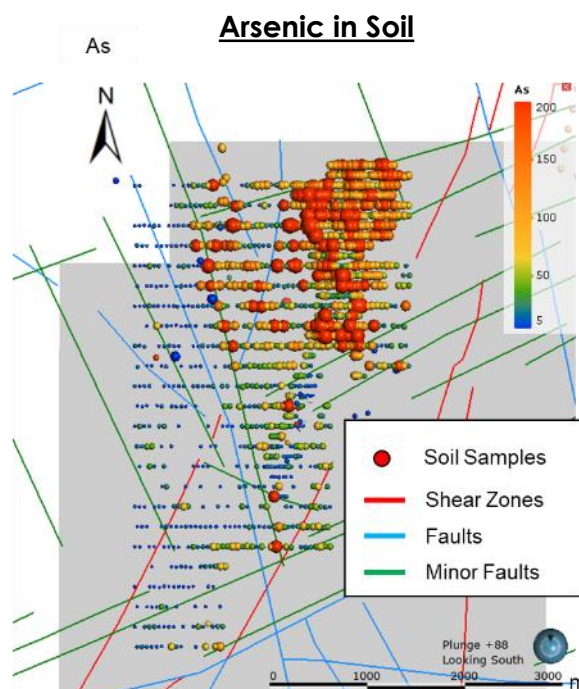 Arsenic in Soil
As
N
As
200
150
100
50
5
Soil Samples
Shear Zones
Faults
Minor Faults
Plunge +88
Looking South
0 1000 2000 3000